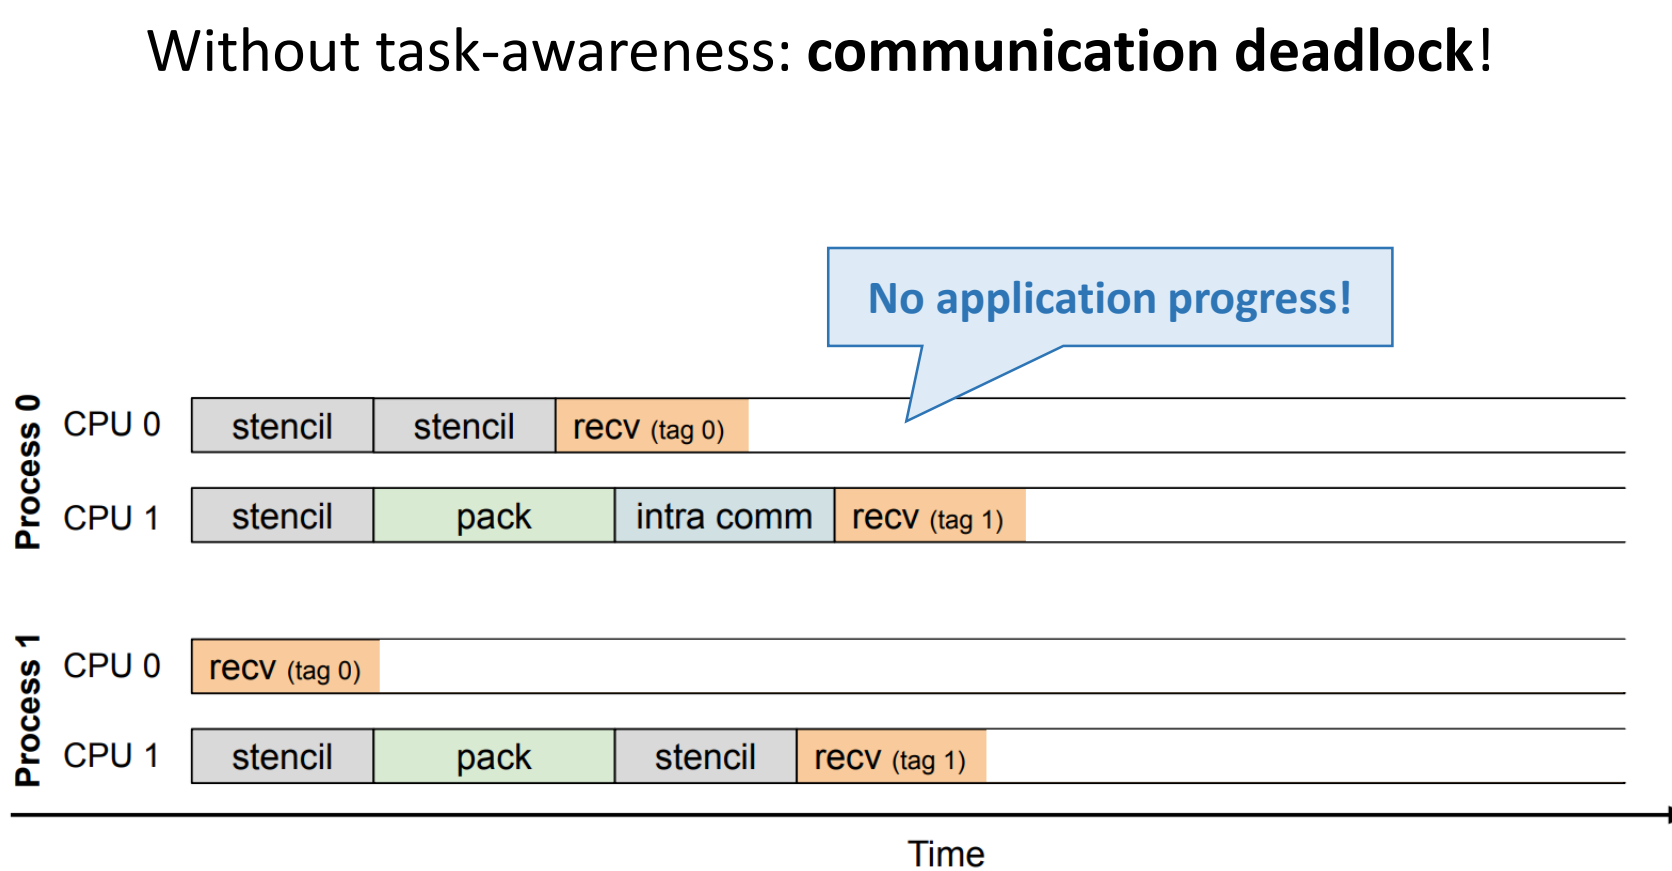 Without task-awareness: communication deadlock!
No application progress!
Process 0
CPU 0
stencil
stencil
recv (tag 0)
CPU 1
stencil
pack
intra comm
recv (tag 1)
Process 1
CPU 0
recv (tag 0)
CPU 1
stencil
pack
stencil
recv (tag 1)
Time